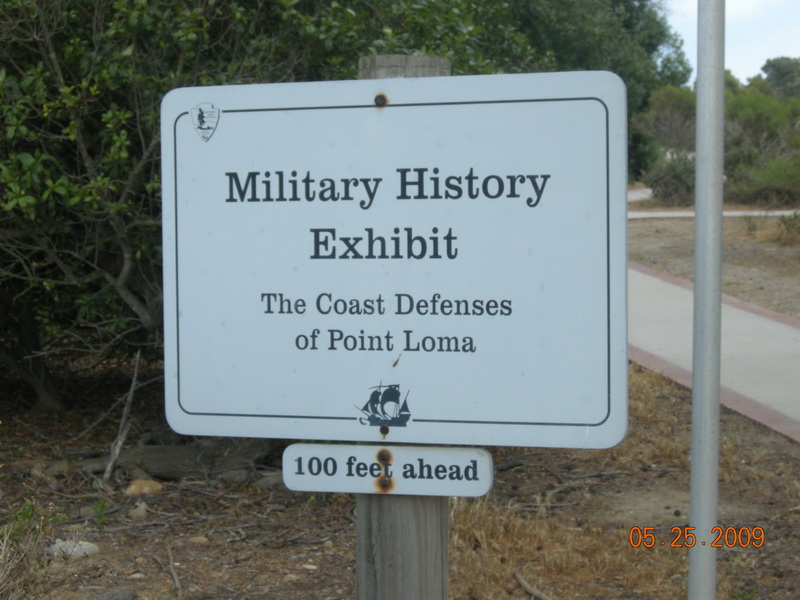 Military History
Exhibit
The Coast Defenses
of Point Loma
100 feet ahead
05.25.2009